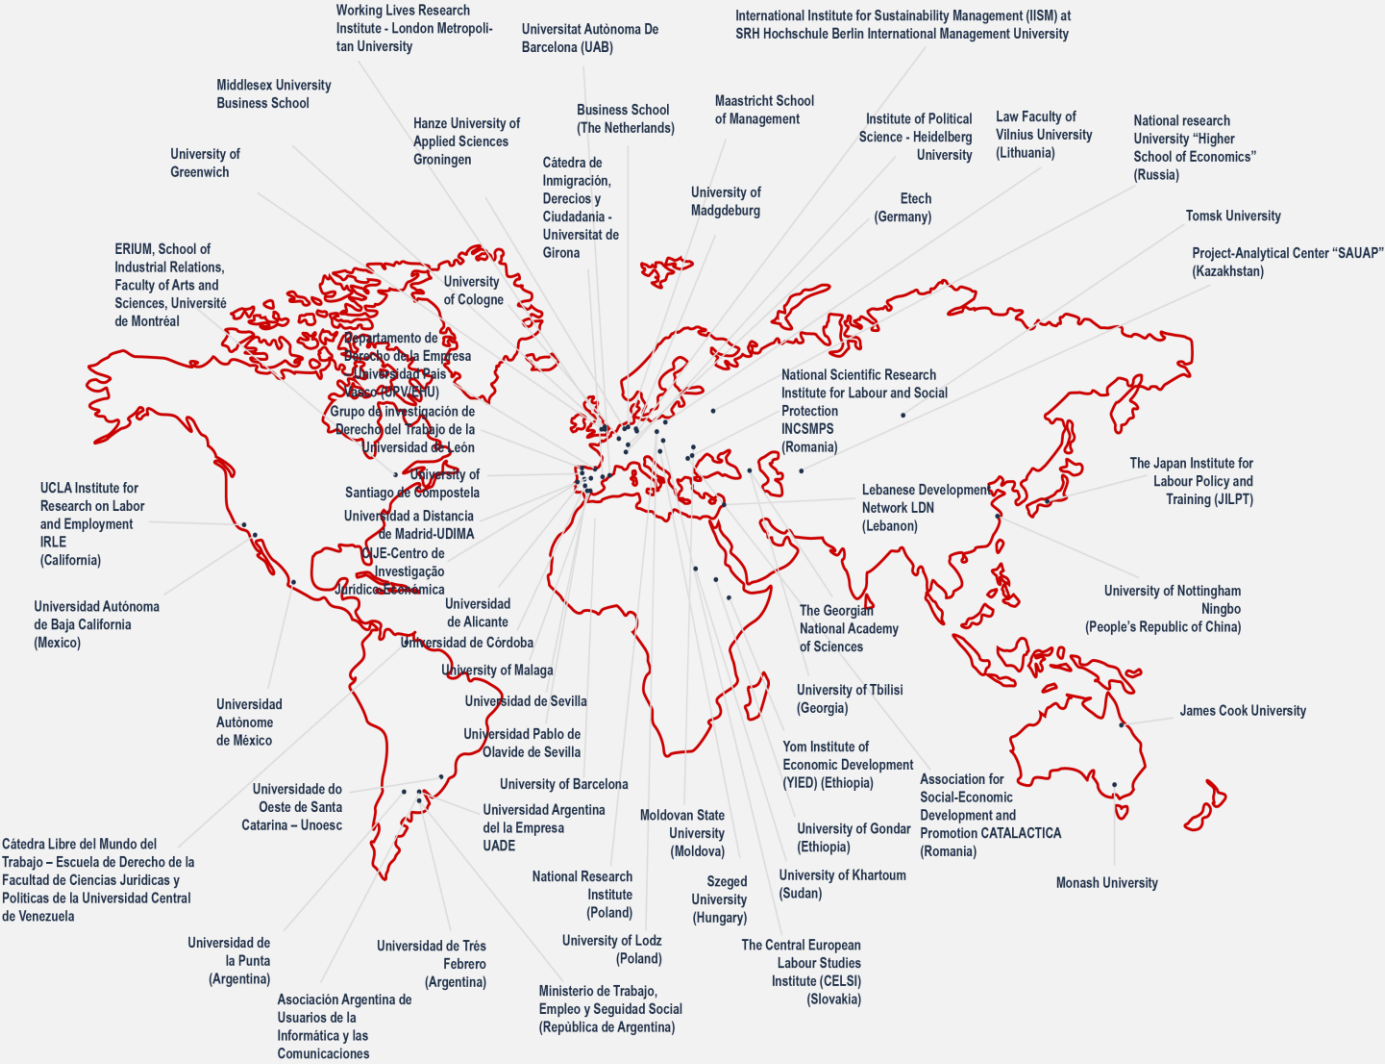 Working Lives Research
Institute - London Metropoli-
tan University
Universitat Autònoma De
Barcelona (UAB)
International Institute for Sustainability Management (IISM) at
SRH Hochschule Berlin International Management University
Middlesex University
Business School
Hanze University of
Applied Sciences
Groningen
Business School
(The Netherlands)
Maastricht School
of Management
Institute of Political
Science - Heidelberg
University
Law Faculty of
Vilnius University
(Lithuania)
National research
University “Higher
School of Economics”
(Russia)
University of
Greenwich
Cátedra de
Inmigración,
Derecios y
Ciudadania -
Universitat de
Girona
University of
Madgdeburg
Etech
(Germany)
Tomsk University
Project-Analytical Center “SAUAP”
(Kazakhstan)
ERIUM, School of
Industrial Relations,
Faculty of Arts and
Sciences, Université
de Montréal
University
of Cologne
Departamento de
Derecho de la Empresa
- Universidad Pais
Vasco (UPV/EHU)
Grupo de investigación de
Derecho del Trabajo de la
Universidad de León
University of
Santiago de Compostela
Universidad a Distancia
de Madrid-UDIMA
CIJE-Centro de
Investigação
Jurídico-Económica
National Scientific Research
Institute for Labour and Social
Protection
INCSMPS
(Romania)
Lebanese Development
Network LDN
(Lebanon)
The Japan Institute for
Labour Policy and
Training (JILPT)
UCLA Institute for
Research on Labor
and Employment
IRLE
(California)
Universidad Autónoma
de Baja California
(Mexico)
Universidad
de Alicante
Universidad de Córdoba
University of Malaga
Universidad de Sevilla
Universidad Pablo de
Olavide de Sevilla
University of Barcelona
The Georgian
National Academy
of Sciences
University of Nottingham
Ningbo
(People’s Republic of China)
University of Tbilisi
(Georgia)
James Cook University
Universidad
Autònome
de México
Yom Institute of
Economic Development
(YIED) (Ethiopia)
Association for
Social-Economic
Development and
Promotion CATALACTICA
(Romania)
Universidade do
Oeste de Santa
Catarina – Unoesc
Universidad Argentina
del la Empresa
UADE
Moldovan State
University
(Moldova)
University of Gondar
(Ethiopia)
Cátedra Libre del Mundo del
Trabajo – Escuela de Derecho de la
Facultad de Ciencias Jurídicas y
Políticas de la Universidad Central
de Venezuela
National Research
Institute
(Poland)
Szeged
University
(Hungary)
University of Khartoum
(Sudan)
Monash University
Universidad de
la Punta
(Argentina)
Universidad de Três
Febrero
(Argentina)
University of Lodz
(Poland)
The Central European
Labour Studies
Institute (CELSI)
(Slovakia)
Asociación Argentina de
Usuarios de la
Informática y las
Comunicaciones
Ministerio de Trabajo,
Empleo y Seguidad Social
(República de Argentina)